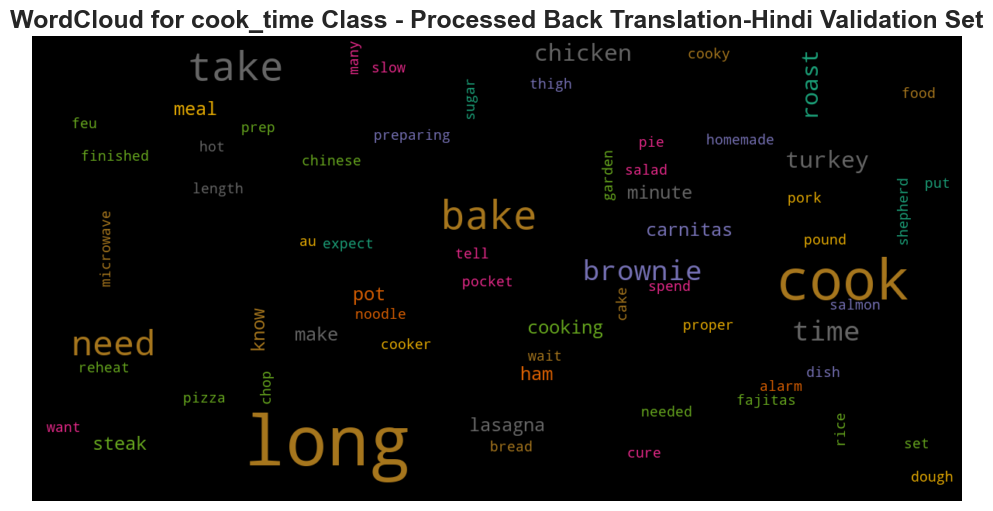 WordCloud for cook_time Class - Processed Back Translation-Hindi Validation Set
take
many
slow
chicken
cooky
roast
food
thigh
sugar
meal
feu
prep
preparing
pie
homemade
finished
hot
chinese
garden
salad
turkey
length
minute
shepherd
put
pork
microwave
bake
carnitas
pound
au
expect
tell
brownie
cook
pocket
spend
salmon
pot
cake
noodle
know
make
cooking
proper
time
need
cooker
wait
reheat
ham
dish
chop
alarm
pizza
fajitas
needed
want
long
lasagna
rice
steak
bread
cure
set
dough